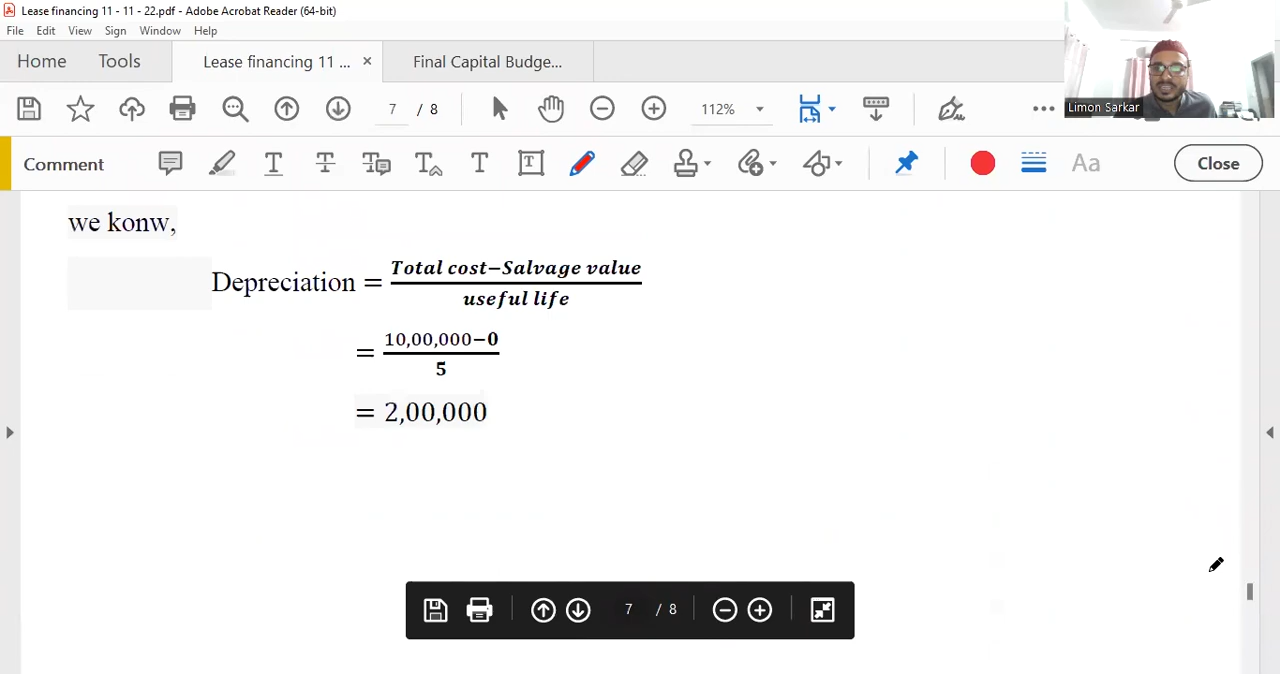 Lease financing 11 - 11 - 22.pdf - Adobe Acrobat Reader (64-bit)
File Edit View Sign Window Help
Home Tools Lease financing 11 ... × Final Capital Budge...
7 / 8 112%
Limon Sarkar
Comment T T T T T T Aa Close
we konw,
Depreciation = Total cost−Salvage value
useful life
= 10,00,000−0
5
= 2,00,000
7 / 8